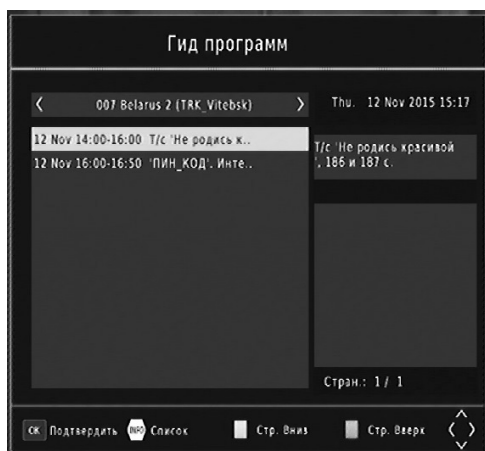 Гид программ
007 Belarus 2 (TRK_Vitebsk)
Thu. 12 Nov 2015 15:17
12 Nov 14:00-16:00 Т/с 'Не родись к..
12 Nov 16:00-16:50 'ПИН_КОД'. Инте..
Т/с 'Не родись красивой
', 186 и 187 с.
Стран.: 1/ 1
OK Подтвердить INFO Список Стр. Вниз Стр. Вверх